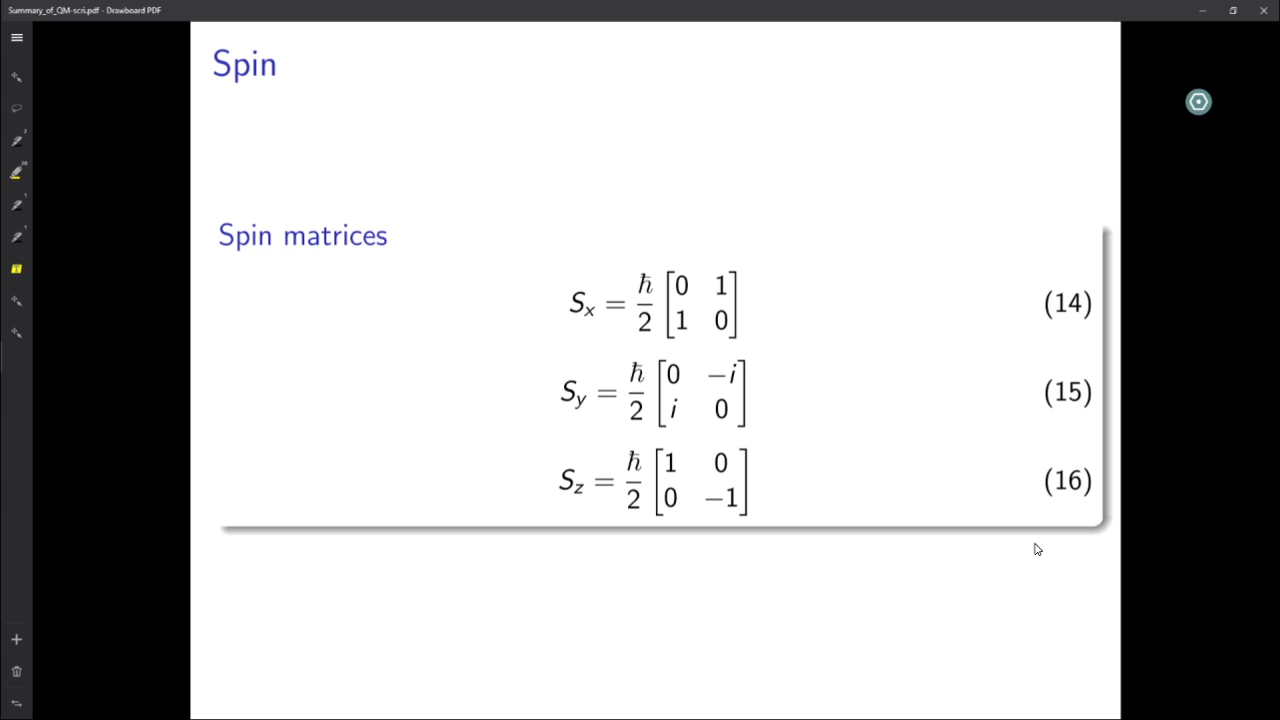 Summary_of_QM-scri.pdf - Drawboard PDF
Spin
Spin matrices
S_x = ħ/2 [0 1; 1 0] (14)
S_y = ħ/2 [0 −i; i 0] (15)
S_z = ħ/2 [1 0; 0 −1] (16)